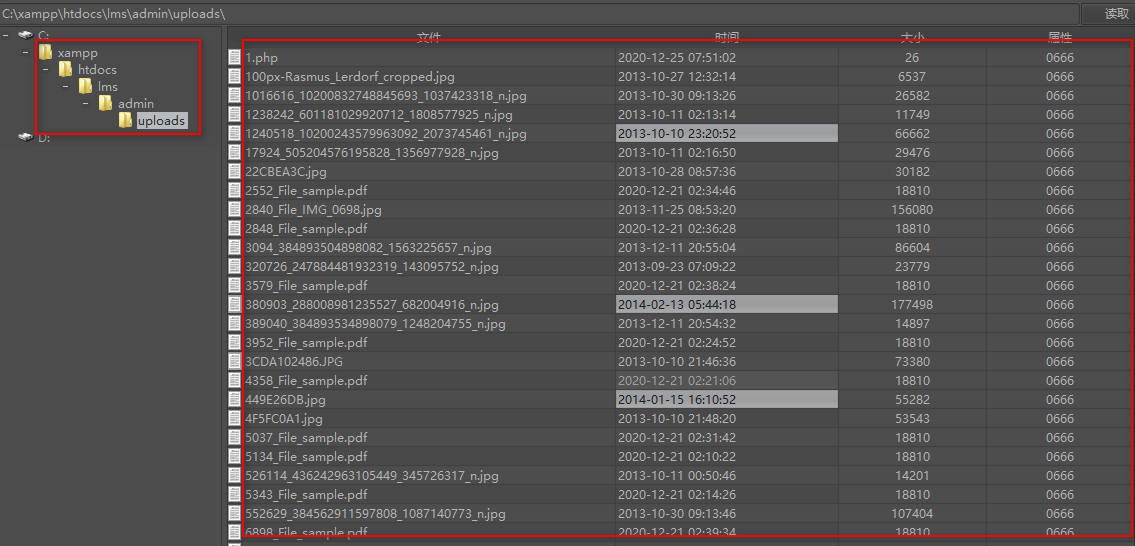 C:\xampp\htdocs\lms\admin\uploads\ 读取
C:
xampp
htdocs
lms
admin
uploads
D:
文件 时间 大小 属性
1.php 2020-12-25 07:51:02 26 0666
100px-Rasmus_Lerdorf_cropped.jpg 2013-10-27 12:32:14 6537 0666
1016616_10200832748845693_1037423318_n.jpg 2013-10-30 09:13:26 26582 0666
1238242_601181029920712_1808577925_n.jpg 2013-10-11 02:13:14 11749 0666
1240518_10200243579963092_2073745461_n.jpg 2013-10-10 23:20:52 66662 0666
17924_505204576195828_1356977928_n.jpg 2013-10-11 02:16:50 29476 0666
22CBEA3C.jpg 2013-10-28 08:57:36 30182 0666
2552_File_sample.pdf 2020-12-21 02:34:46 18810 0666
2840_File_IMG_0698.jpg 2013-11-25 08:53:20 156080 0666
2848_File_sample.pdf 2020-12-21 02:36:28 18810 0666
3094_384893504898082_1563225657_n.jpg 2013-12-11 20:55:04 86604 0666
320726_247884481932319_143095752_n.jpg 2013-09-23 07:09:22 23779 0666
3579_File_sample.pdf 2020-12-21 02:38:24 18810 0666
380903_288008981235527_682004916_n.jpg 2014-02-13 05:44:18 177498 0666
389040_384893534898079_1248204755_n.jpg 2013-12-11 20:54:32 14897 0666
3952_File_sample.pdf 2020-12-21 02:24:52 18810 0666
3CDA102486.JPG 2013-10-10 21:46:36 73380 0666
4358_File_sample.pdf 2020-12-21 02:21:06 18810 0666
449E26DB.jpg 2014-01-15 16:10:52 55282 0666
4F5FC0A1.jpg 2013-10-10 21:48:20 53543 0666
5037_File_sample.pdf 2020-12-21 02:31:42 18810 0666
5134_File_sample.pdf 2020-12-21 02:10:22 18810 0666
526114_436242963105449_345726317_n.jpg 2013-10-11 00:50:46 14201 0666
5343_File_sample.pdf 2020-12-21 02:14:26 18810 0666
552629_384562911597808_1087140773_n.jpg 2013-10-30 09:13:46 107404 0666
6898_File_sample.pdf 2020-12-21 02:39:34 18810 0666